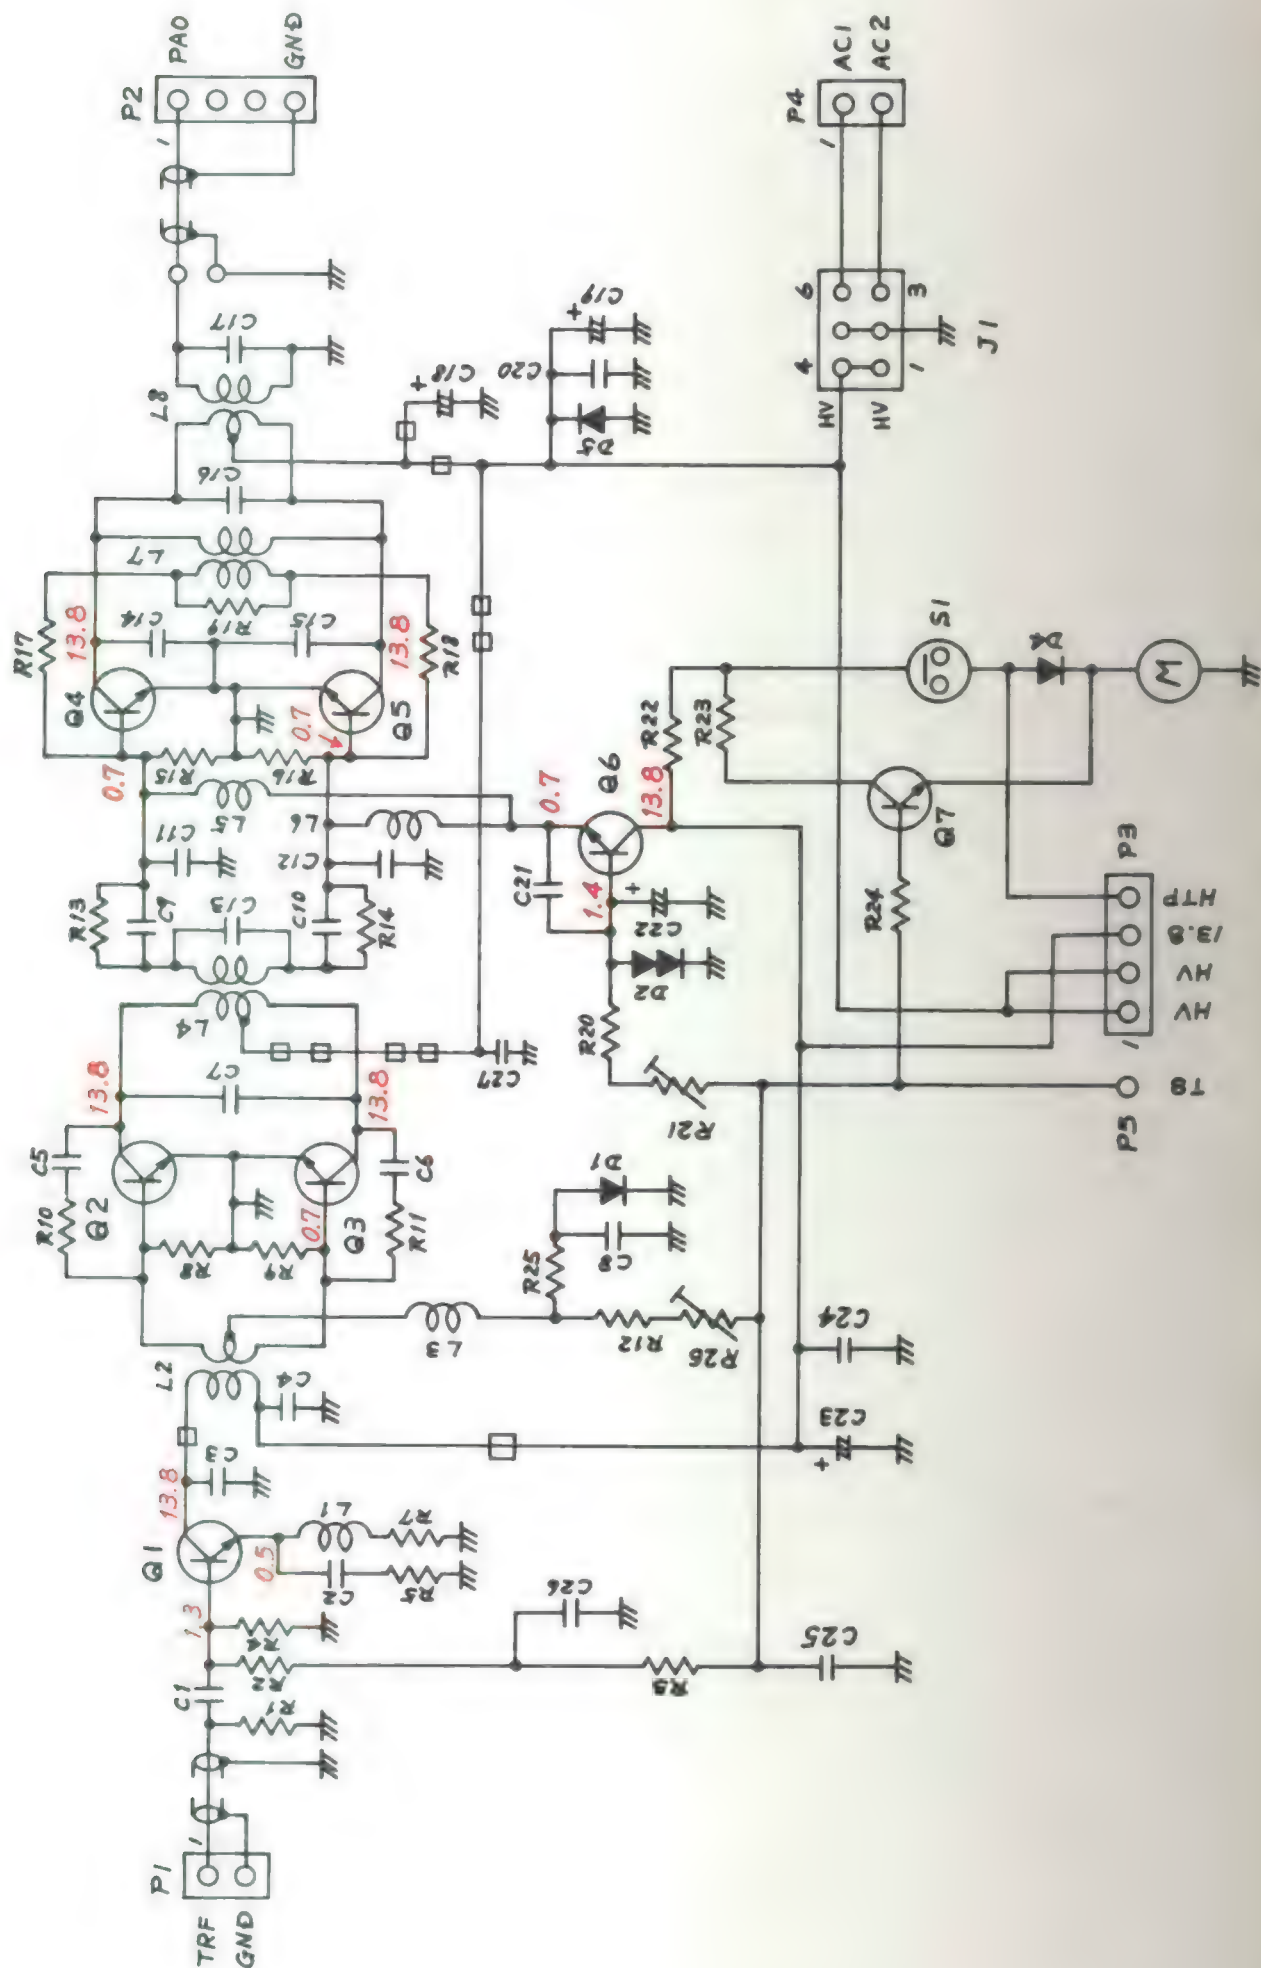 P1
TRF
GND
1
C1
R1
R2
R4
1.3
Q1
13.8
0.5
C2
R5
L1
R7
C3
L2
C4
C26
R3
C25
C23
C24
L3
R12
R26
R25
C8
D1
R10
C5
Q2
R8
R9
Q3
0.7
R11
C6
13.8
C7
13.8
L4
C27
R13
C9
C13
C10
R14
C11
C12
L5
L6
0.7
R15
R16
0.7
R17
Q4
Q5
13.8
C14
R19
C15
13.8
R18
L7
C16
L8
C17
1
P2
PAO
GND
C18
C19
C20
D5
R21
R20
D2
C22
C21
1.4
0.7
Q6
13.8
R22
R23
R24
Q7
S1
D4
M
P5
TB
P3
1
HV
HV
13.8
HTP
HV
HV
4
1
6
3
J1
P4
1
AC1
AC2